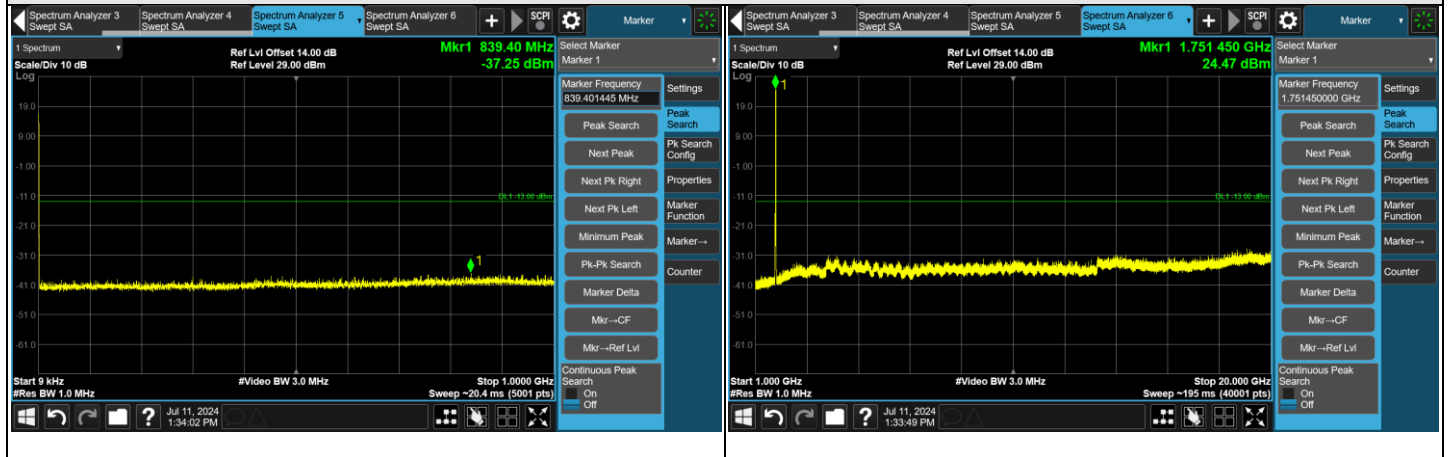 Spectrum Analyzer 3 Swept SA
Spectrum Analyzer 4 Swept SA
Spectrum Analyzer 5 Swept SA
Spectrum Analyzer 6 Swept SA
+
SCPI
Marker
1 Spectrum
Scale/Div 10 dB
Log
Ref Lvl Offset 14.00 dB
Ref Level 29.00 dBm
Mkr1 839.40 MHz
-37.25 dBm
19.0
9.00
-1.00
-11.0
-21.0
-31.0
-41.0
-51.0
-61.0
DL1 -13.00 dBm
1
Start 9 kHz
#Res BW 1.0 MHz
#Video BW 3.0 MHz
Stop 1.0000 GHz
Sweep ~20.4 ms (5001 pts)
Select Marker
Marker 1
Marker Frequency
839.401445 MHz
Peak Search
Next Peak
Next Pk Right
Next Pk Left
Minimum Peak
Pk-Pk Search
Marker Delta
Mkr→CF
Mkr→Ref Lvl
Continuous Peak Search
On
Off
Settings
Peak Search
Pk Search Config
Properties
Marker Function
Marker→
Counter
?
Jul 11, 2024
1:34:02 PM
Spectrum Analyzer 3 Swept SA
Spectrum Analyzer 4 Swept SA
Spectrum Analyzer 5 Swept SA
Spectrum Analyzer 6 Swept SA
+
SCPI
Marker
1 Spectrum
Scale/Div 10 dB
Log
Ref Lvl Offset 14.00 dB
Ref Level 29.00 dBm
Mkr1 1.751 450 GHz
24.47 dBm
1
19.0
9.00
-1.00
-11.0
-21.0
-31.0
-41.0
-51.0
-61.0
DL1 -13.00 dBm
Start 1.000 GHz
#Res BW 1.0 MHz
#Video BW 3.0 MHz
Stop 20.000 GHz
Sweep ~195 ms (40001 pts)
Select Marker
Marker 1
Marker Frequency
1.751450000 GHz
Peak Search
Next Peak
Next Pk Right
Next Pk Left
Minimum Peak
Pk-Pk Search
Marker Delta
Mkr→CF
Mkr→Ref Lvl
Continuous Peak Search
On
Off
Settings
Peak Search
Pk Search Config
Properties
Marker Function
Marker→
Counter
?
Jul 11, 2024
1:33:49 PM